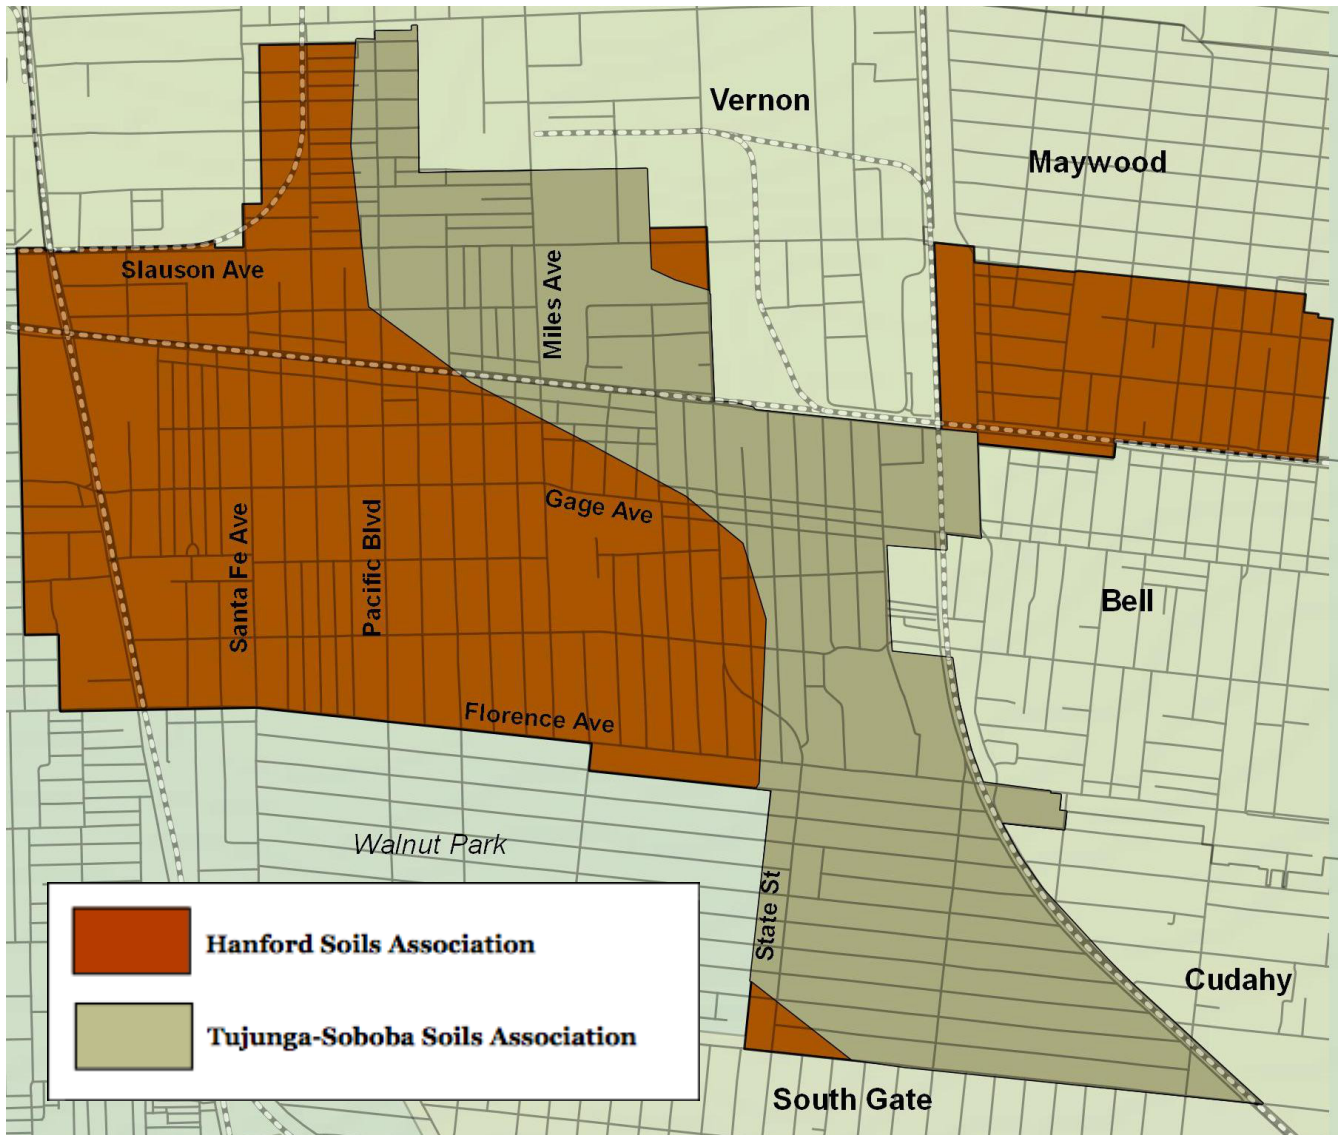 Vernon
Maywood
Slauson Ave
Miles Ave
Gage Ave
Santa Fe Ave
Pacific Blvd
Bell
Florence Ave
Walnut Park
State St
Hanford Soils Association
Cudahy
Tujunga-Soboba Soils Association
South Gate